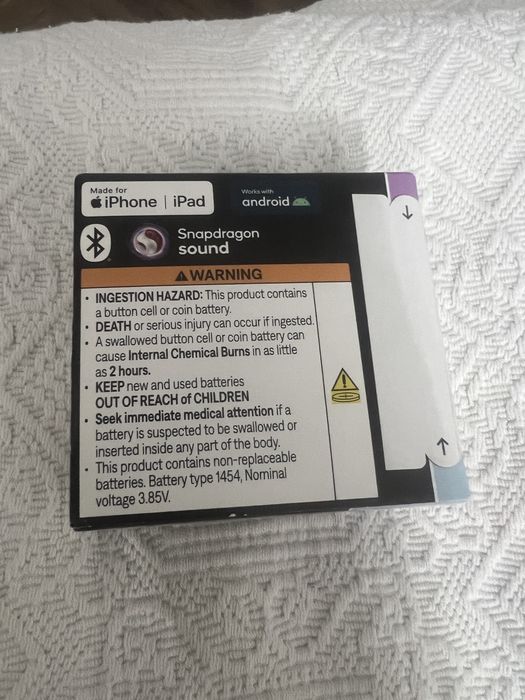 Made for
iPhone | iPad
Works with
android
Snapdragon
sound
WARNING
• INGESTION HAZARD: This product contains
a button cell or coin battery.
• DEATH or serious injury can occur if ingested.
• A swallowed button cell or coin battery can
cause Internal Chemical Burns in as little
as 2 hours.
• KEEP new and used batteries
OUT OF REACH of CHILDREN
• Seek immediate medical attention if a
battery is suspected to be swallowed or
inserted inside any part of the body.
• This product contains non-replaceable
batteries. Battery type 1454, Norninal
voltage 3.85V.